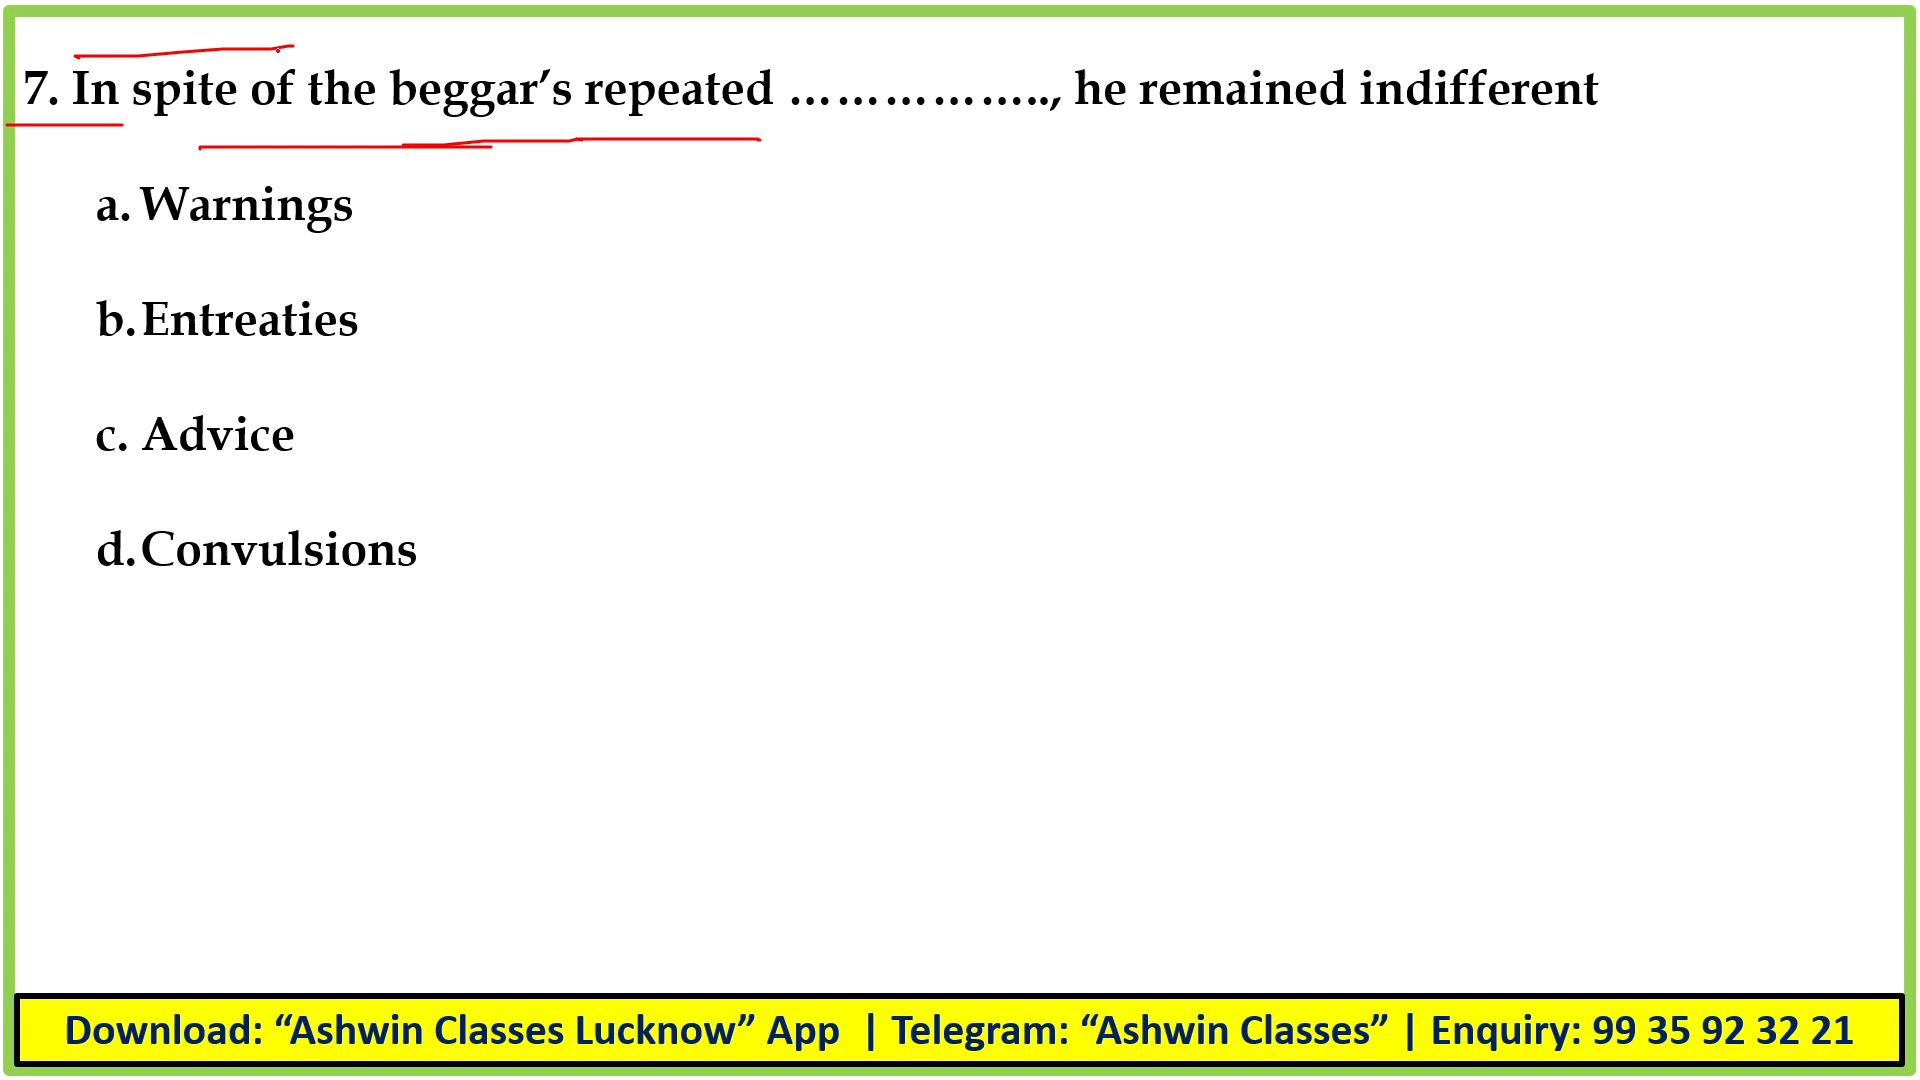 7. In spite of the beggar’s repeated …………….., he remained indifferent
a. Warnings
b. Entreaties
c. Advice
d. Convulsions
Download: “Ashwin Classes Lucknow” App | Telegram: “Ashwin Classes” | Enquiry: 99 35 92 32 21